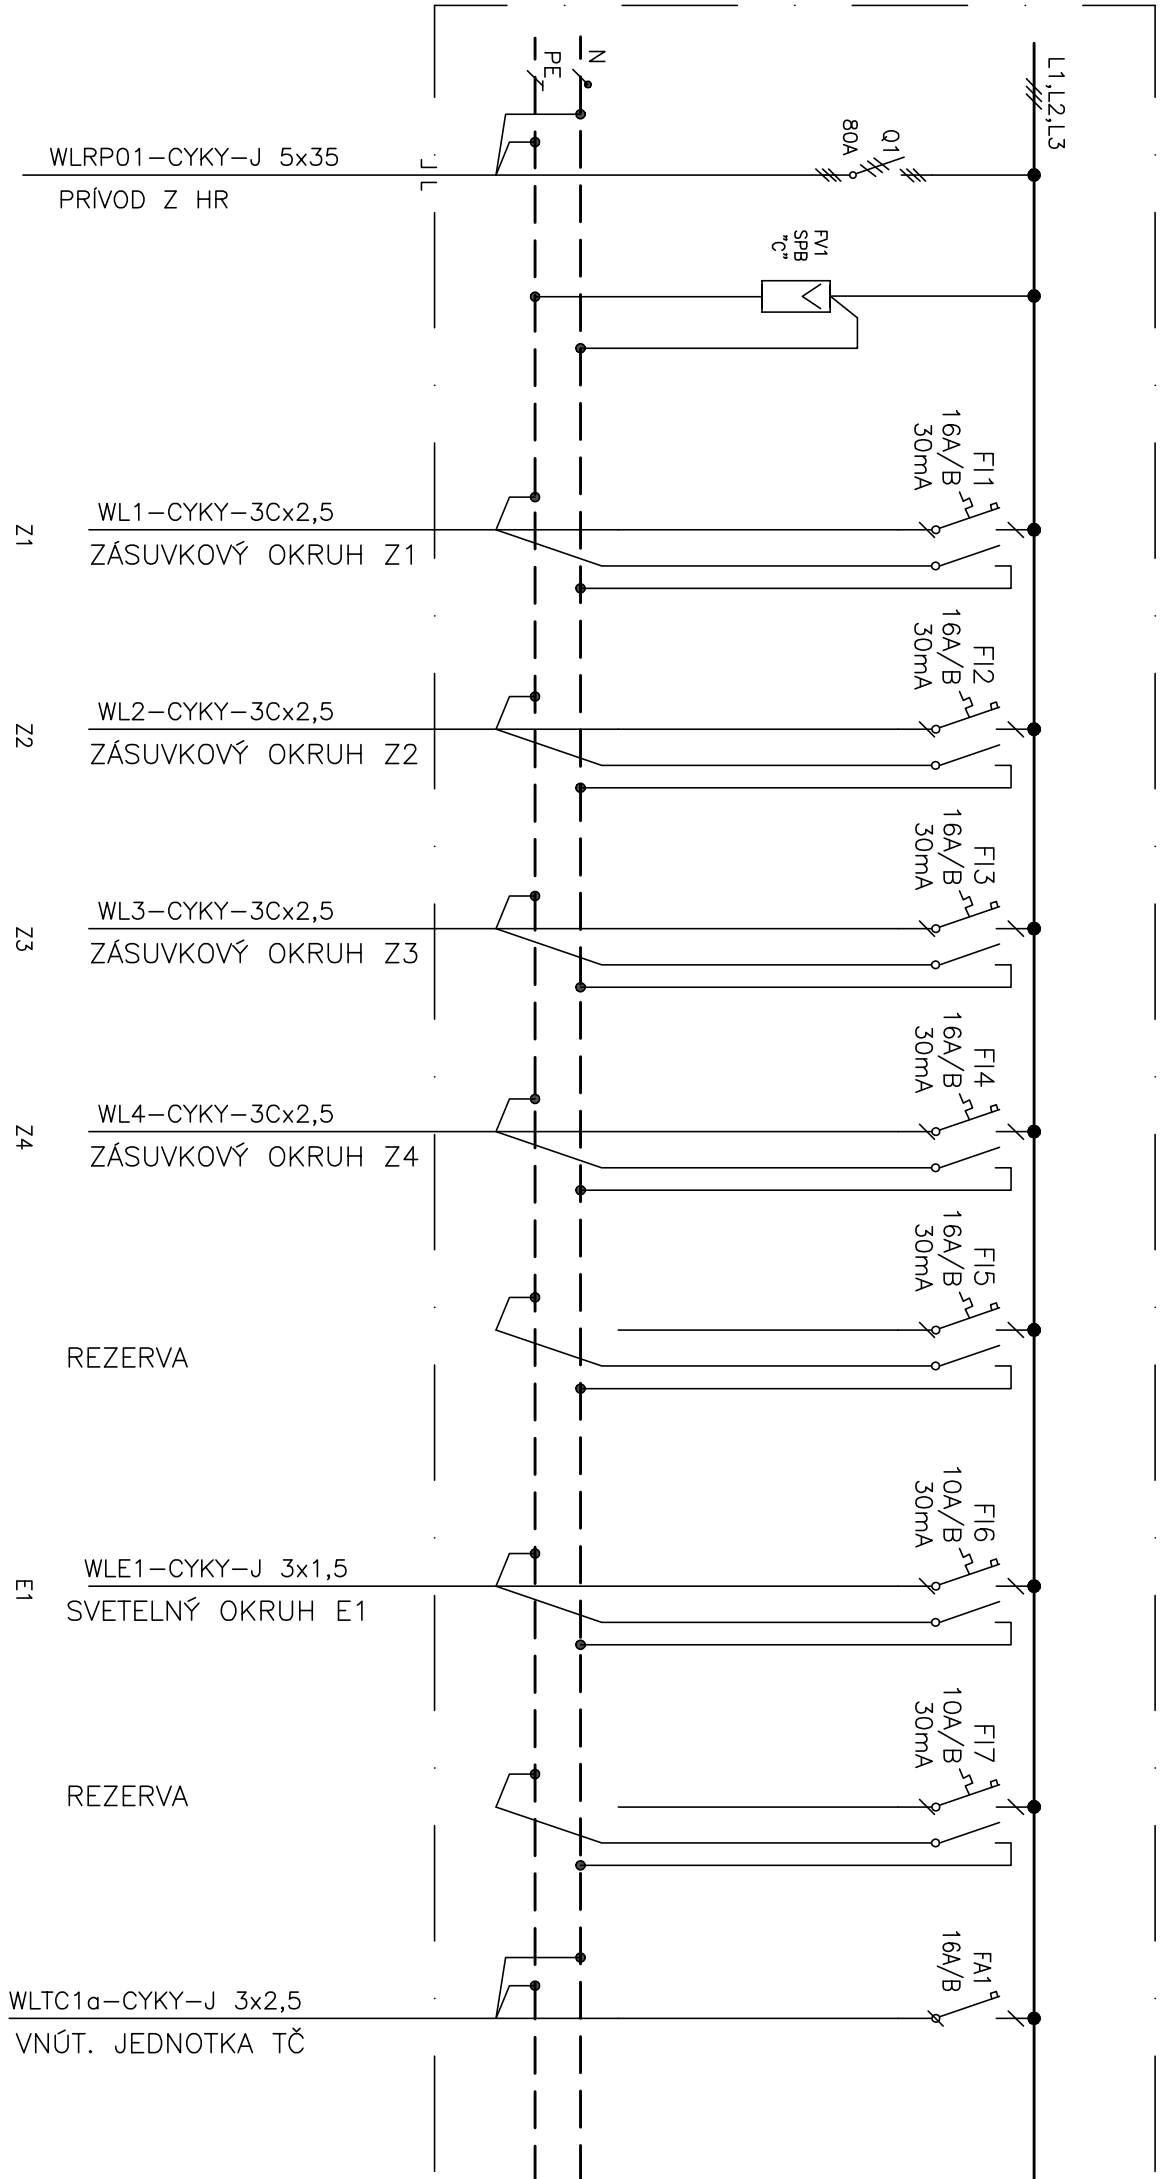 L1,L2,L3
N
PE
Q1
80A
WLRP01-CYKY-J 5x35
PRÍVOD Z HR
FV1
SPB
"C"
FI1
16A/B
30mA
WL1-CYKY-3Cx2,5
ZÁSUVKOVÝ OKRUH Z1
Z1
FI2
16A/B
30mA
WL2-CYKY-3Cx2,5
ZÁSUVKOVÝ OKRUH Z2
Z2
FI3
16A/B
30mA
WL3-CYKY-3Cx2,5
ZÁSUVKOVÝ OKRUH Z3
Z3
FI4
16A/B
30mA
WL4-CYKY-3Cx2,5
ZÁSUVKOVÝ OKRUH Z4
Z4
FI5
16A/B
30mA
REZERVA
FI6
10A/B
30mA
WLE1-CYKY-J 3x1,5
SVETELNÝ OKRUH E1
E1
FI7
10A/B
30mA
REZERVA
FA1
16A/B
WLTC1a-CYKY-J 3x2,5
VNÚT. JEDNOTKA TČ